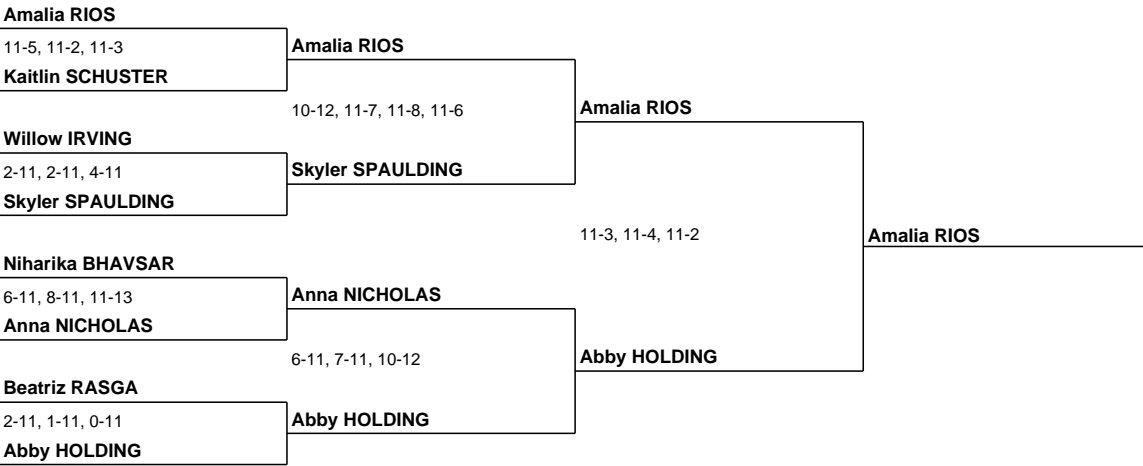 Amalia RIOS
11-5, 11-2, 11-3
Kaitlin SCHUSTER
Willow IRVING
2-11, 2-11, 4-11
Skyler SPAULDING
Niharika BHAVSAR
6-11, 8-11, 11-13
Anna NICHOLAS
Beatriz RASGA
2-11, 1-11, 0-11
Abby HOLDING
Amalia RIOS
10-12, 11-7, 11-8, 11-6
Skyler SPAULDING
Anna NICHOLAS
6-11, 7-11, 10-12
Abby HOLDING
Amalia RIOS
11-3, 11-4, 11-2
Abby HOLDING
Amalia RIOS